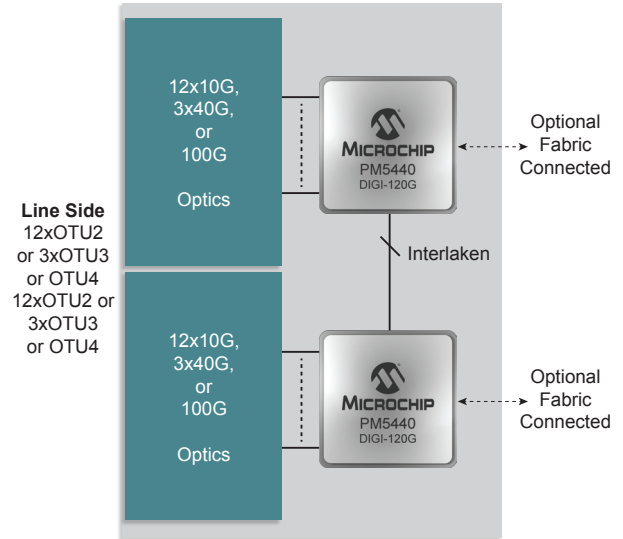 Line Side
12xOTU2
or 3xOTU3
or OTU4
12xOTU2 or
3xOTU3
or OTU4
12x10G,
3x40G,
or
100G
Optics
MICROCHIP
PM5440
DIGI-120G
Optional
Fabric
Connected
Interlaken
12x10G,
3x40G,
or
100G
Optics
MICROCHIP
PM5440
DIGI-120G
Optional
Fabric
Connected